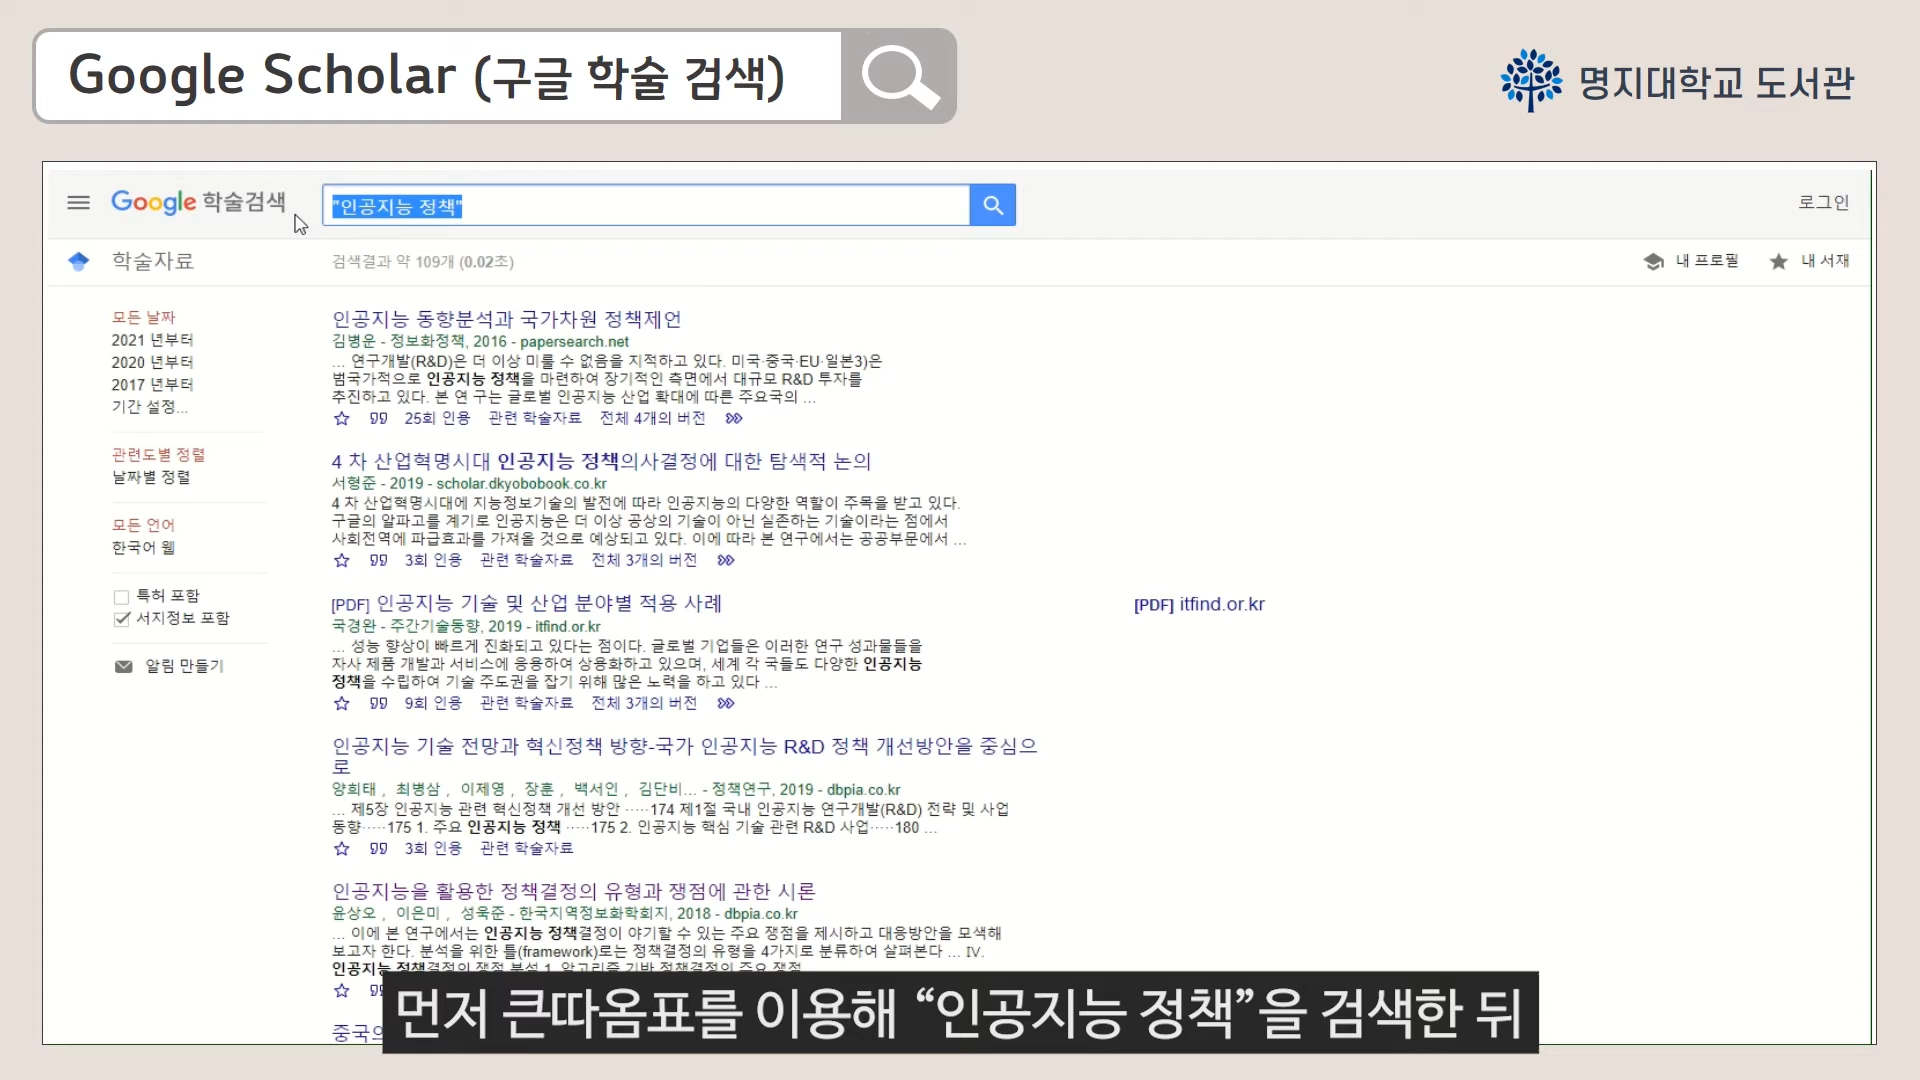 Google Scholar (구글 학술 검색)
명지대학교 도서관
Google 학술검색
"인공지능 정책"
로그인
학술자료
검색결과 약 109개 (0.02초)
내 프로필
내 서재
모든 날짜
2021 년부터
2020 년부터
2017 년부터
기간 설정...
관련도별 정렬
날짜별 정렬
모든 언어
한국어 웹
특허 포함
서지정보 포함
알림 만들기
인공지능 동향분석과 국가차원 정책제언
김병운 - 정보화정책, 2016 - papersearch.net
... 연구개발(R&D)은 더 이상 미룰 수 없음을 지적하고 있다. 미국·중국·EU·일본3)은
범국가적으로 인공지능 정책을 마련하여 장기적인 측면에서 대규모 R&D 투자를
추진하고 있다. 본 연 구는 글로벌 인공지능 산업 확대에 따른 주요국의 ...
25회 인용 관련 학술자료 전체 4개의 버전
4 차 산업혁명시대 인공지능 정책의사결정에 대한 탐색적 논의
서형준 - 2019 - scholar.dkyobobook.co.kr
4 차 산업혁명시대에 지능정보기술의 발전에 따라 인공지능의 다양한 역할이 주목을 받고 있다.
구글의 알파고를 계기로 인공지능은 더 이상 공상의 기술이 아닌 실존하는 기술이라는 점에서
사회전역에 파급효과를 가져올 것으로 예상되고 있다. 이에 따라 본 연구에서는 공공부문에서 ...
3회 인용 관련 학술자료 전체 3개의 버전
[PDF] 인공지능 기술 및 산업 분야별 적용 사례
[PDF] itfind.or.kr
국경완 - 주간기술동향, 2019 - itfind.or.kr
... 성능 향상이 빠르게 진화되고 있다는 점이다. 글로벌 기업들은 이러한 연구 성과물들을
자사 제품 개발과 서비스에 응용하여 상용화하고 있으며, 세계 각 국들도 다양한 인공지능
정책을 수립하여 기술 주도권을 잡기 위해 많은 노력을 하고 있다 ...
9회 인용 관련 학술자료 전체 3개의 버전
인공지능 기술 전망과 혁신정책 방향-국가 인공지능 R&D 정책 개선방안을 중심으
로
양희태, 최병삼, 이제영, 장훈, 백서인, 김단비... - 정책연구, 2019 - dbpia.co.kr
... 제5장 인공지능 관련 혁신정책 개선 방안 ·····174 제1절 국내 인공지능 연구개발(R&D) 전략 및 사업
동향·····175 1. 주요 인공지능 정책 ·····175 2. 인공지능 핵심 기술 관련 R&D 사업·····180 ...
3회 인용 관련 학술자료
인공지능을 활용한 정책결정의 유형과 쟁점에 관한 시론
윤상오, 이은미, 성욱준 - 한국지역정보화학회지, 2018 - dbpia.co.kr
... 이에 본 연구에서는 인공지능 정책결정이 야기할 수 있는 주요 쟁점을 제시하고 대응방안을 모색해
보고자 한다. 분석을 위한 틀(framework)로는 정책결정의 유형을 4가지로 분류하여 살펴본다 ... IV.
인공지능 정책결정의 쟁점 분석 1. 알고리즘 기반 정책결정의 주요 쟁점
먼저 큰따옴표를 이용해 “인공지능 정책”을 검색한 뒤